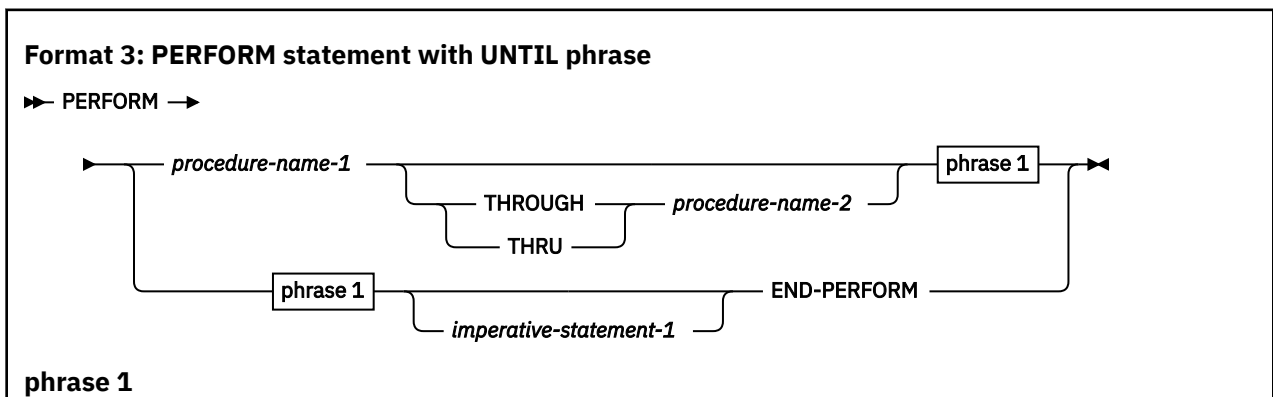 Format 3: PERFORM statement with UNTIL phrase
PERFORM
procedure-name-1 phrase 1
THROUGH procedure-name-2
THRU
phrase 1 END-PERFORM
imperative-statement-1
phrase 1